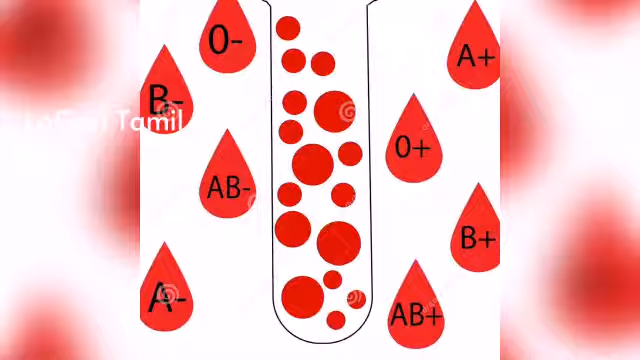 O-
A+
B-
Tamil
O+
AB-
B+
A-
AB+